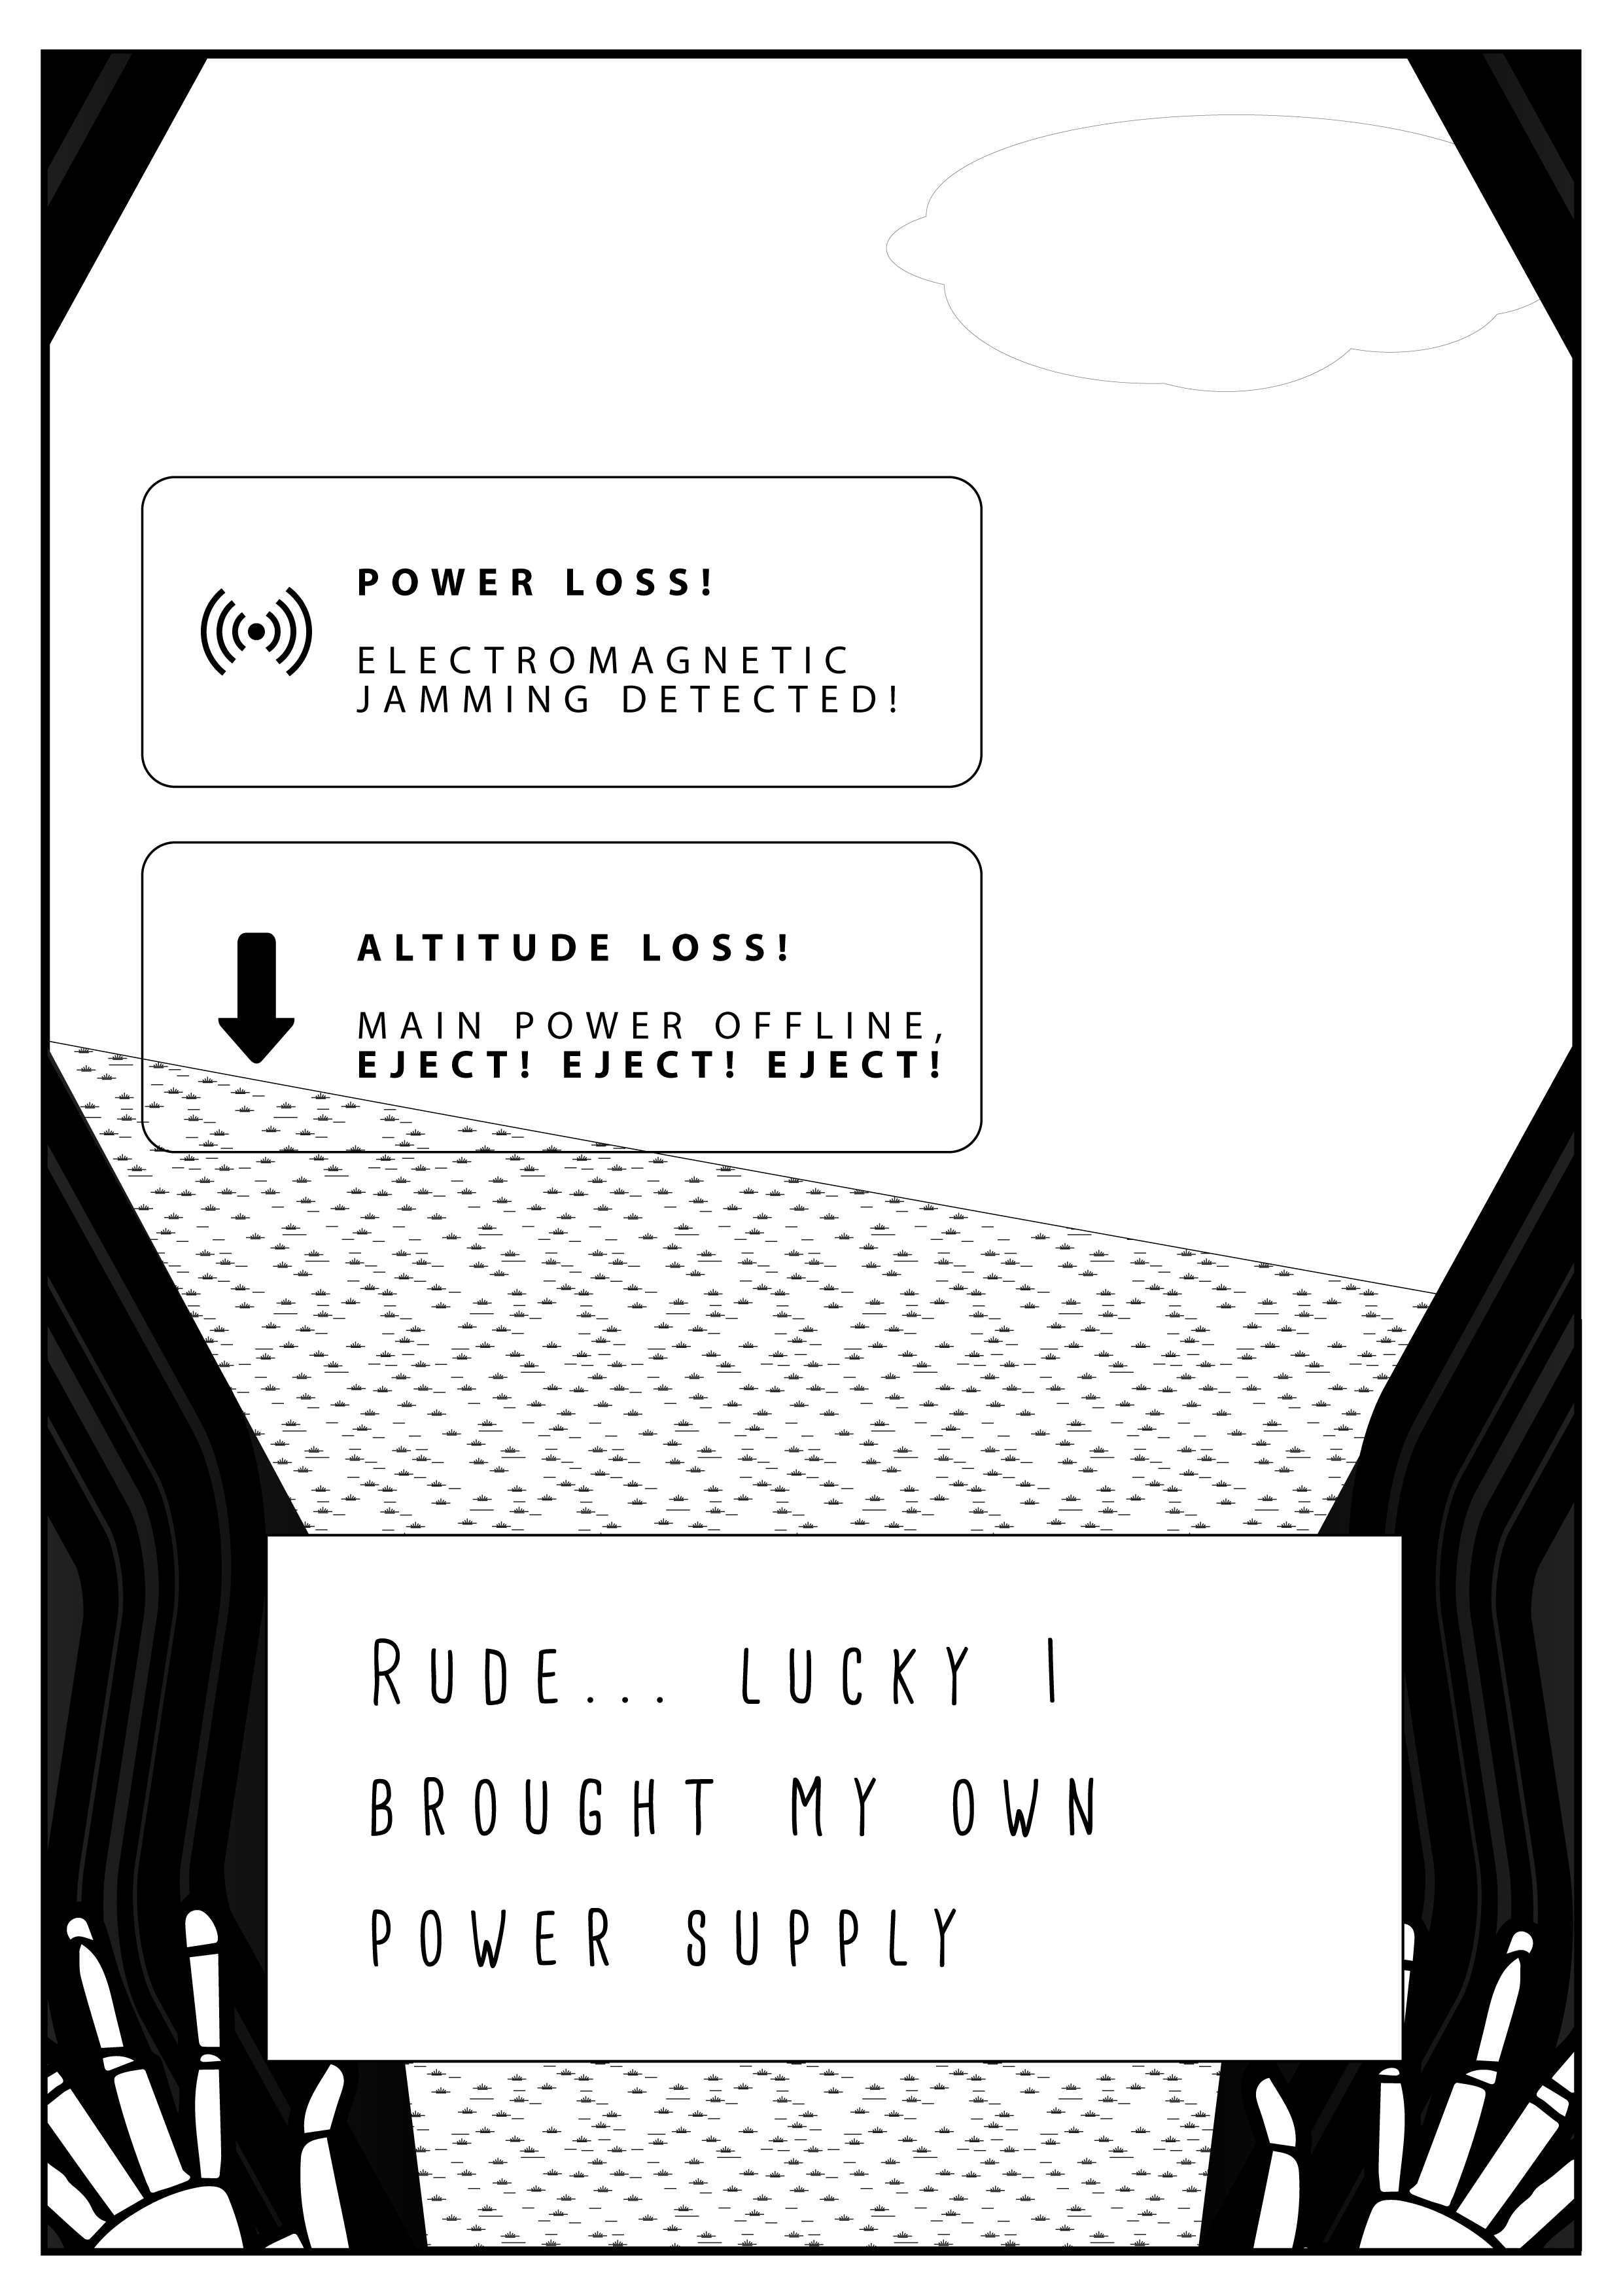 POWER LOSS!
ELECTROMAGNETIC
JAMMING DETECTED!
ALTITUDE LOSS!
MAIN POWER OFFLINE,
EJECT! EJECT! EJECT!
RUDE... LUCKY I
BROUGHT MY OWN
POWER SUPPLY